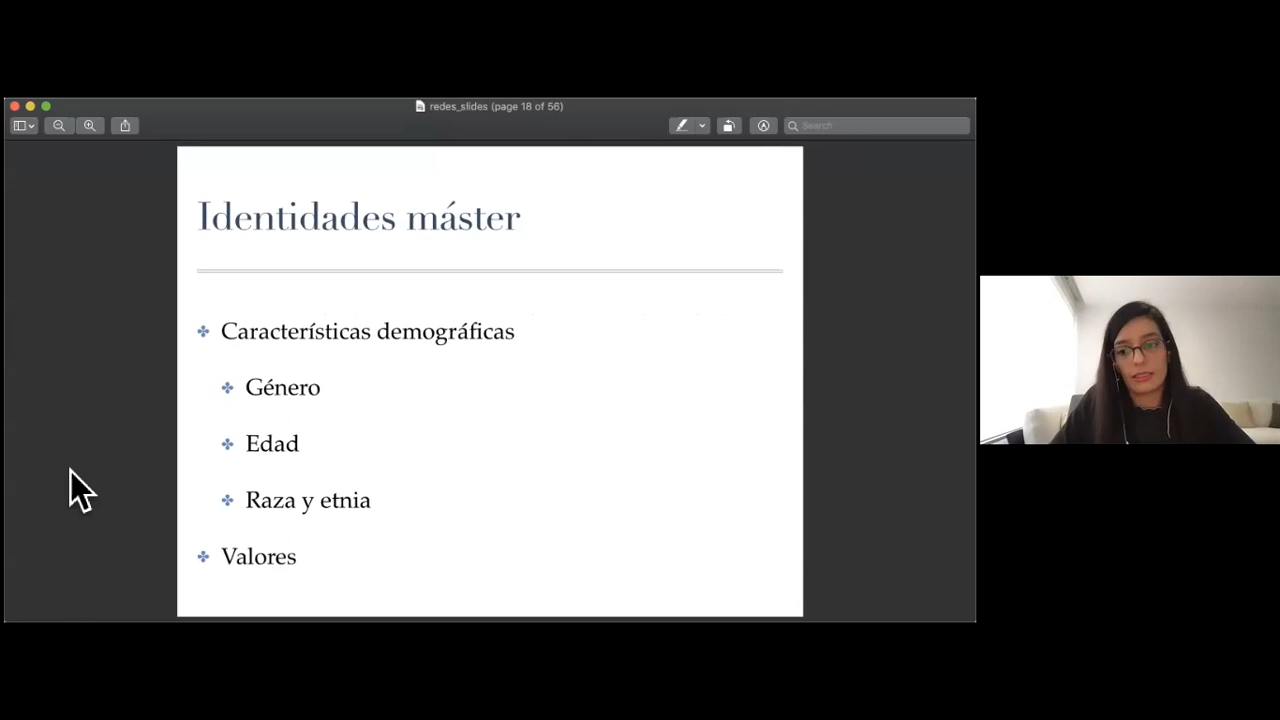 redes_slides (page 18 of 56)
Search
Identidades máster
Características demográficas
Género
Edad
Raza y etnia
Valores